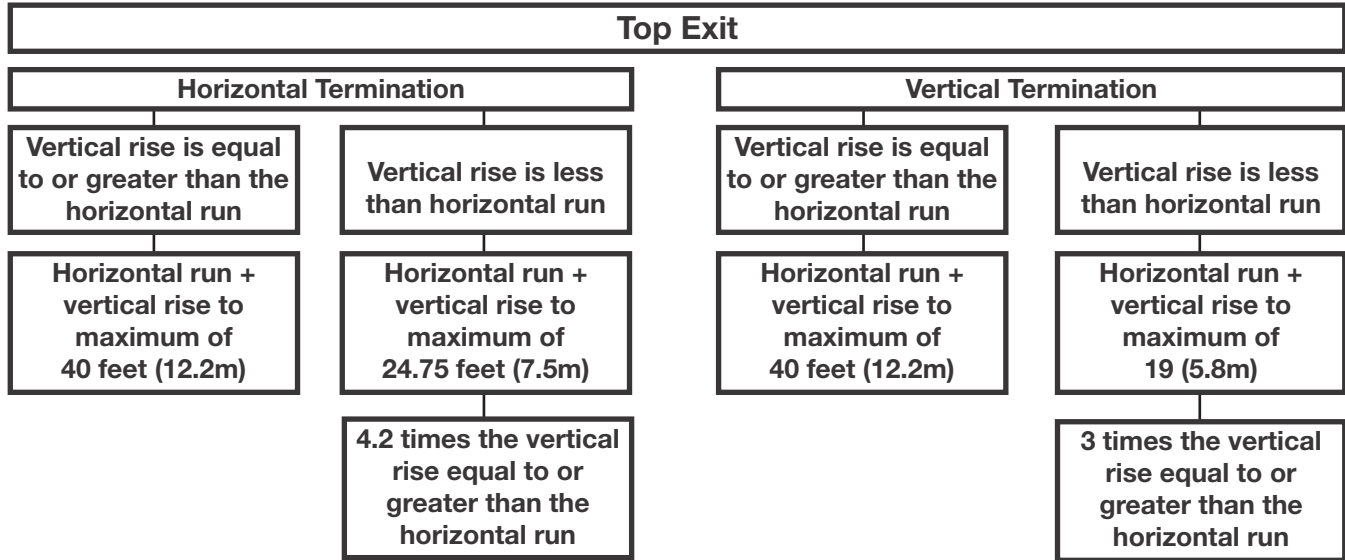 Top Exit
Horizontal Termination
Vertical rise is equal
to or greater than the
horizontal run
Horizontal run +
vertical rise to
maximum of
40 feet (12.2m)
Vertical rise is less
than horizontal run
Horizontal run +
vertical rise to
maximum of
24.75 feet (7.5m)
4.2 times the vertical
rise equal to or
greater than the
horizontal run
Vertical Termination
Vertical rise is equal
to or greater than the
horizontal run
Horizontal run +
vertical rise to
maximum of
40 feet (12.2m)
Vertical rise is less
than horizontal run
Horizontal run +
vertical rise to
maximum of
19 (5.8m)
3 times the vertical
rise equal to or
greater than the
horizontal run